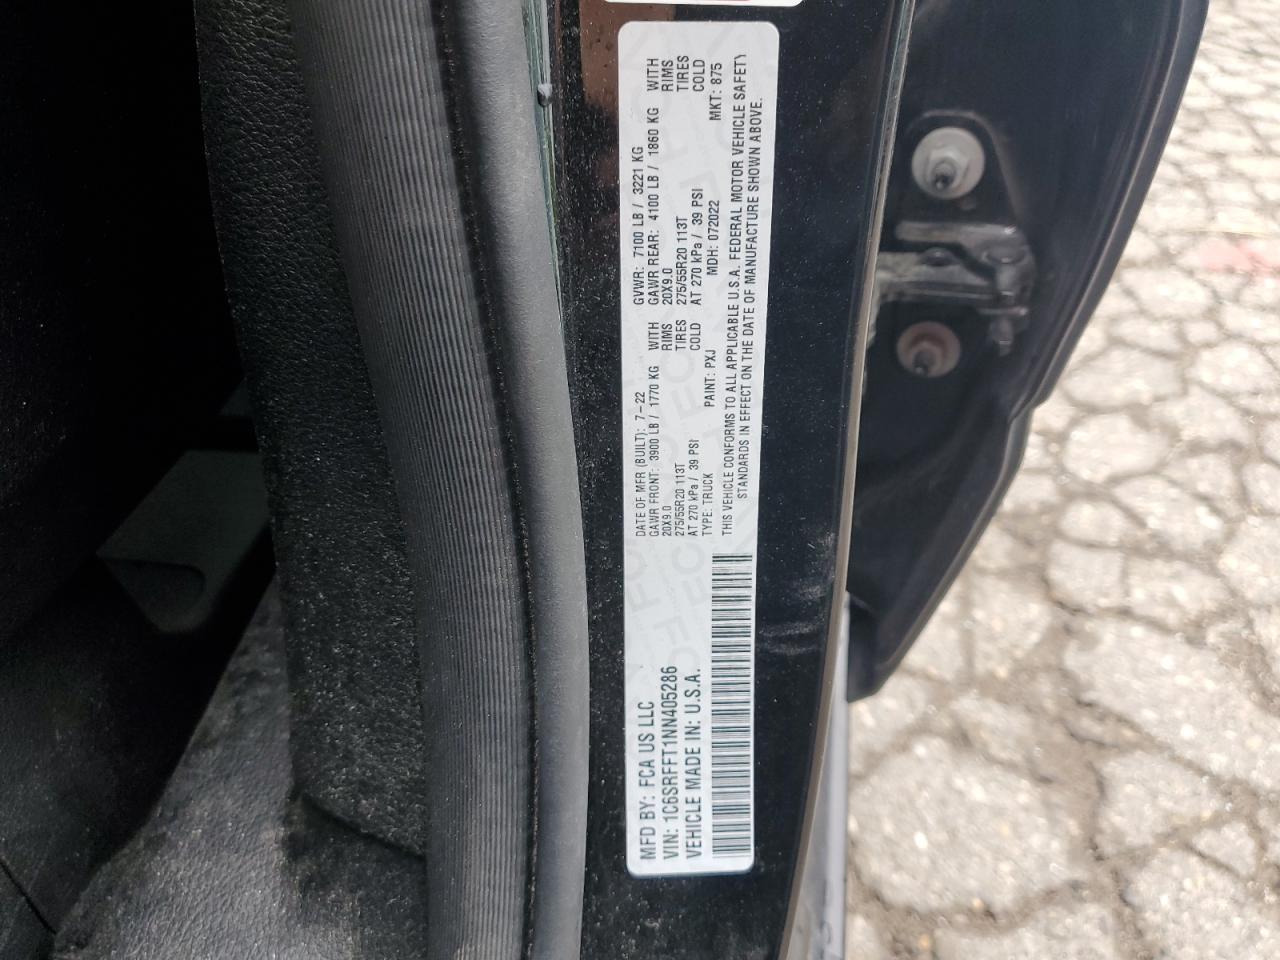 MFD BY: FCA US LLC
VIN: 1C6SRFFT1NN405286
VEHICLE MADE IN: U.S.A.
DATE OF MFR (BUILT): 7-22 GVWR: 7100 LB / 3221 KG
GAWR FRONT: 3900 LB / 1770 KG WITH GAWR REAR: 4100 LB / 1860 KG WITH
20X9.0 RIMS 20X9.0 RIMS
275/55R20 113T TIRES 275/55R20 113T TIRES
AT 270 kPa / 39 PSI COLD AT 270 kPa / 39 PSI COLD
TYPE: TRUCK PAINT: PXJ MDH: 072022 MKT: 875
THIS VEHICLE CONFORMS TO ALL APPLICABLE U.S.A. FEDERAL MOTOR VEHICLE SAFETY
STANDARDS IN EFFECT ON THE DATE OF MANUFACTURE SHOWN ABOVE.